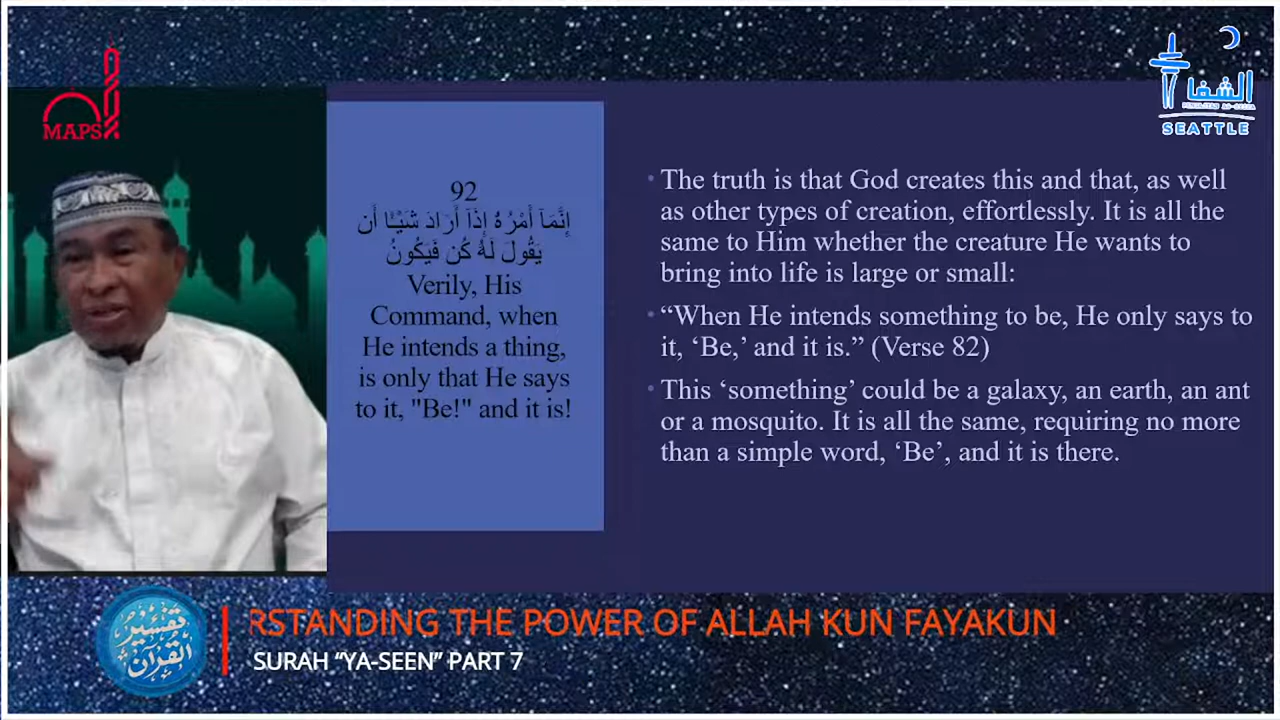 MAPS
الشفاء
SEATTLE
92
إِنَّمَآ أَمْرُهُۥٓ إِذَآ أَرَادَ شَيْـًٔا أَن
يَقُولَ لَهُۥ كُن فَيَكُونُ
Verily, His
Command, when
He intends a thing,
is only that He says
to it, "Be!" and it is!
• The truth is that God creates this and that, as well
as other types of creation, effortlessly. It is all the
same to Him whether the creature He wants to
bring into life is large or small:
• “When He intends something to be, He only says to
it, ‘Be,’ and it is.” (Verse 82)
• This ‘something’ could be a galaxy, an earth, an ant
or a mosquito. It is all the same, requiring no more
than a simple word, ‘Be’, and it is there.
تفسير
القرآن
RSTANDING THE POWER OF ALLAH KUN FAYAKUN
SURAH “YA-SEEN” PART 7